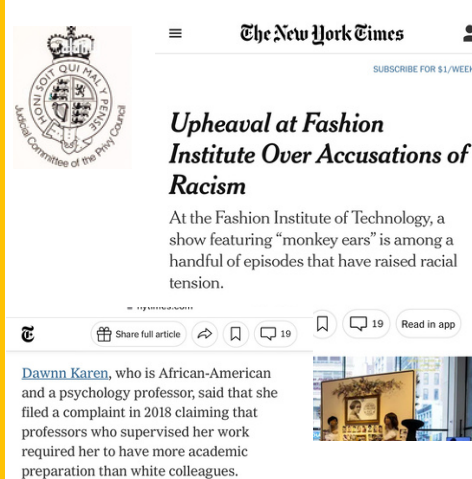 HONI SOIT QUI MAL Y PENSE
Judicial Committee of the Privy Council
The New York Times
SUBSCRIBE FOR $1/WEEK
Upheaval at Fashion
Institute Over Accusations of
Racism
At the Fashion Institute of Technology, a
show featuring “monkey ears” is among a
handful of episodes that have raised racial
tension.
nytimes.com
19
Read in app
T
Share full article
19
Dawnn Karen, who is African-American
and a psychology professor, said that she
filed a complaint in 2018 claiming that
professors who supervised her work
required her to have more academic
preparation than white colleagues.